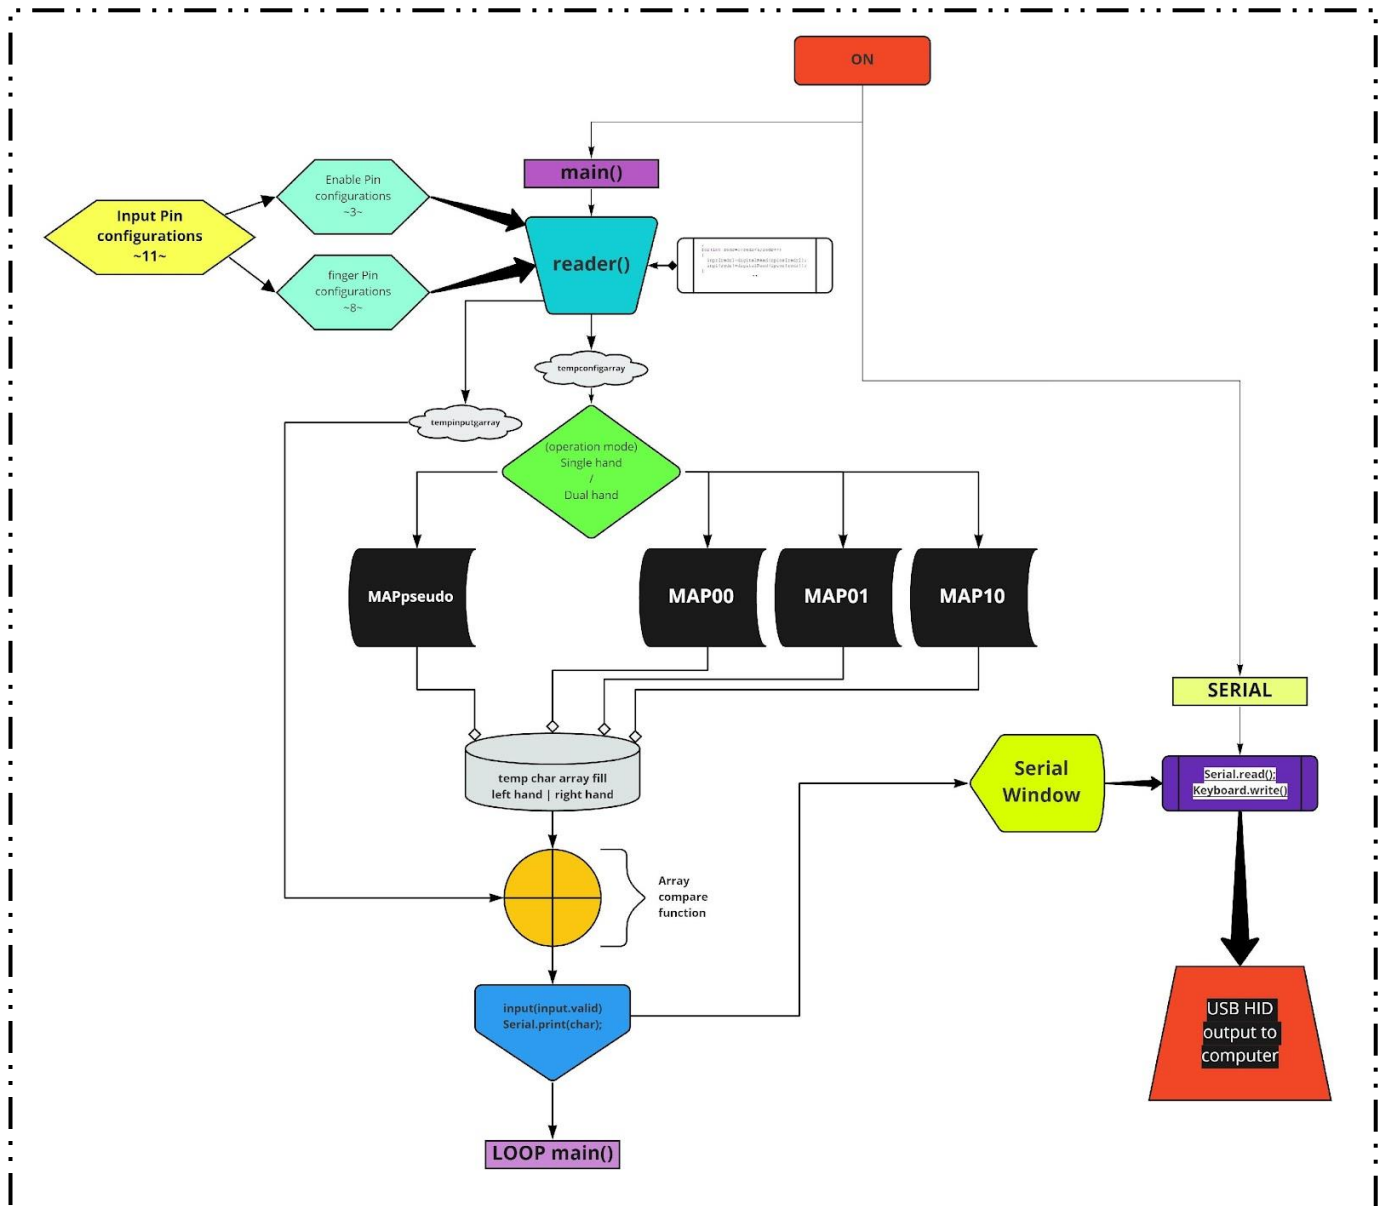 ON
main()
Input Pin
configurations
~11~
Enable Pin
configurations
~3~
finger Pin
configurations
~8~
reader()
tempconfigarray
tempinputgarray
(operation mode)
Single hand
/
Dual hand
MAPpseudo
MAP00
MAP01
MAP10
SERIAL
temp char array fill
left hand | right hand
Serial
Window
Serial.read();
Keyboard.write()
Array
compare
function
input(input.valid)
Serial.print(char);
USB HID
output to
computer
LOOP main()